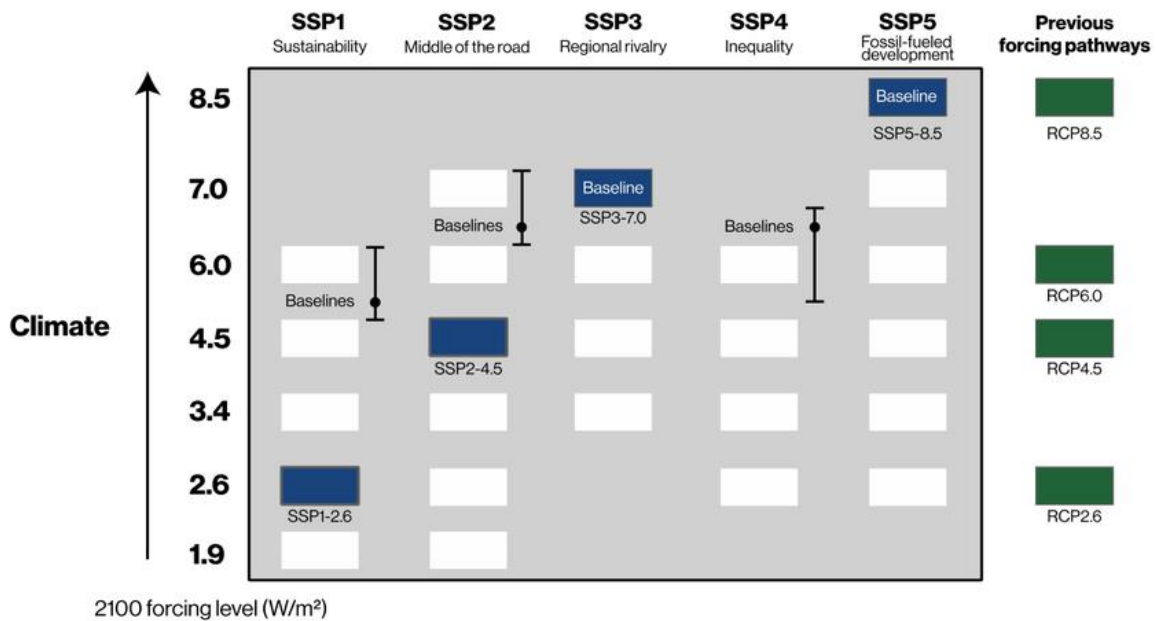 SSP1
Sustainability
SSP2
Middle of the road
SSP3
Regional rivalry
SSP4
Inequality
SSP5
Fossil-fueled
development
Previous
forcing pathways
8.5
Baseline
SSP5-8.5
RCP8.5
7.0
Baseline
SSP3-7.0
Baselines
Baselines
6.0
RCP6.0
Baselines
Climate
4.5
SSP2-4.5
RCP4.5
3.4
2.6
SSP1-2.6
RCP2.6
1.9
2100 forcing level (W/m²)